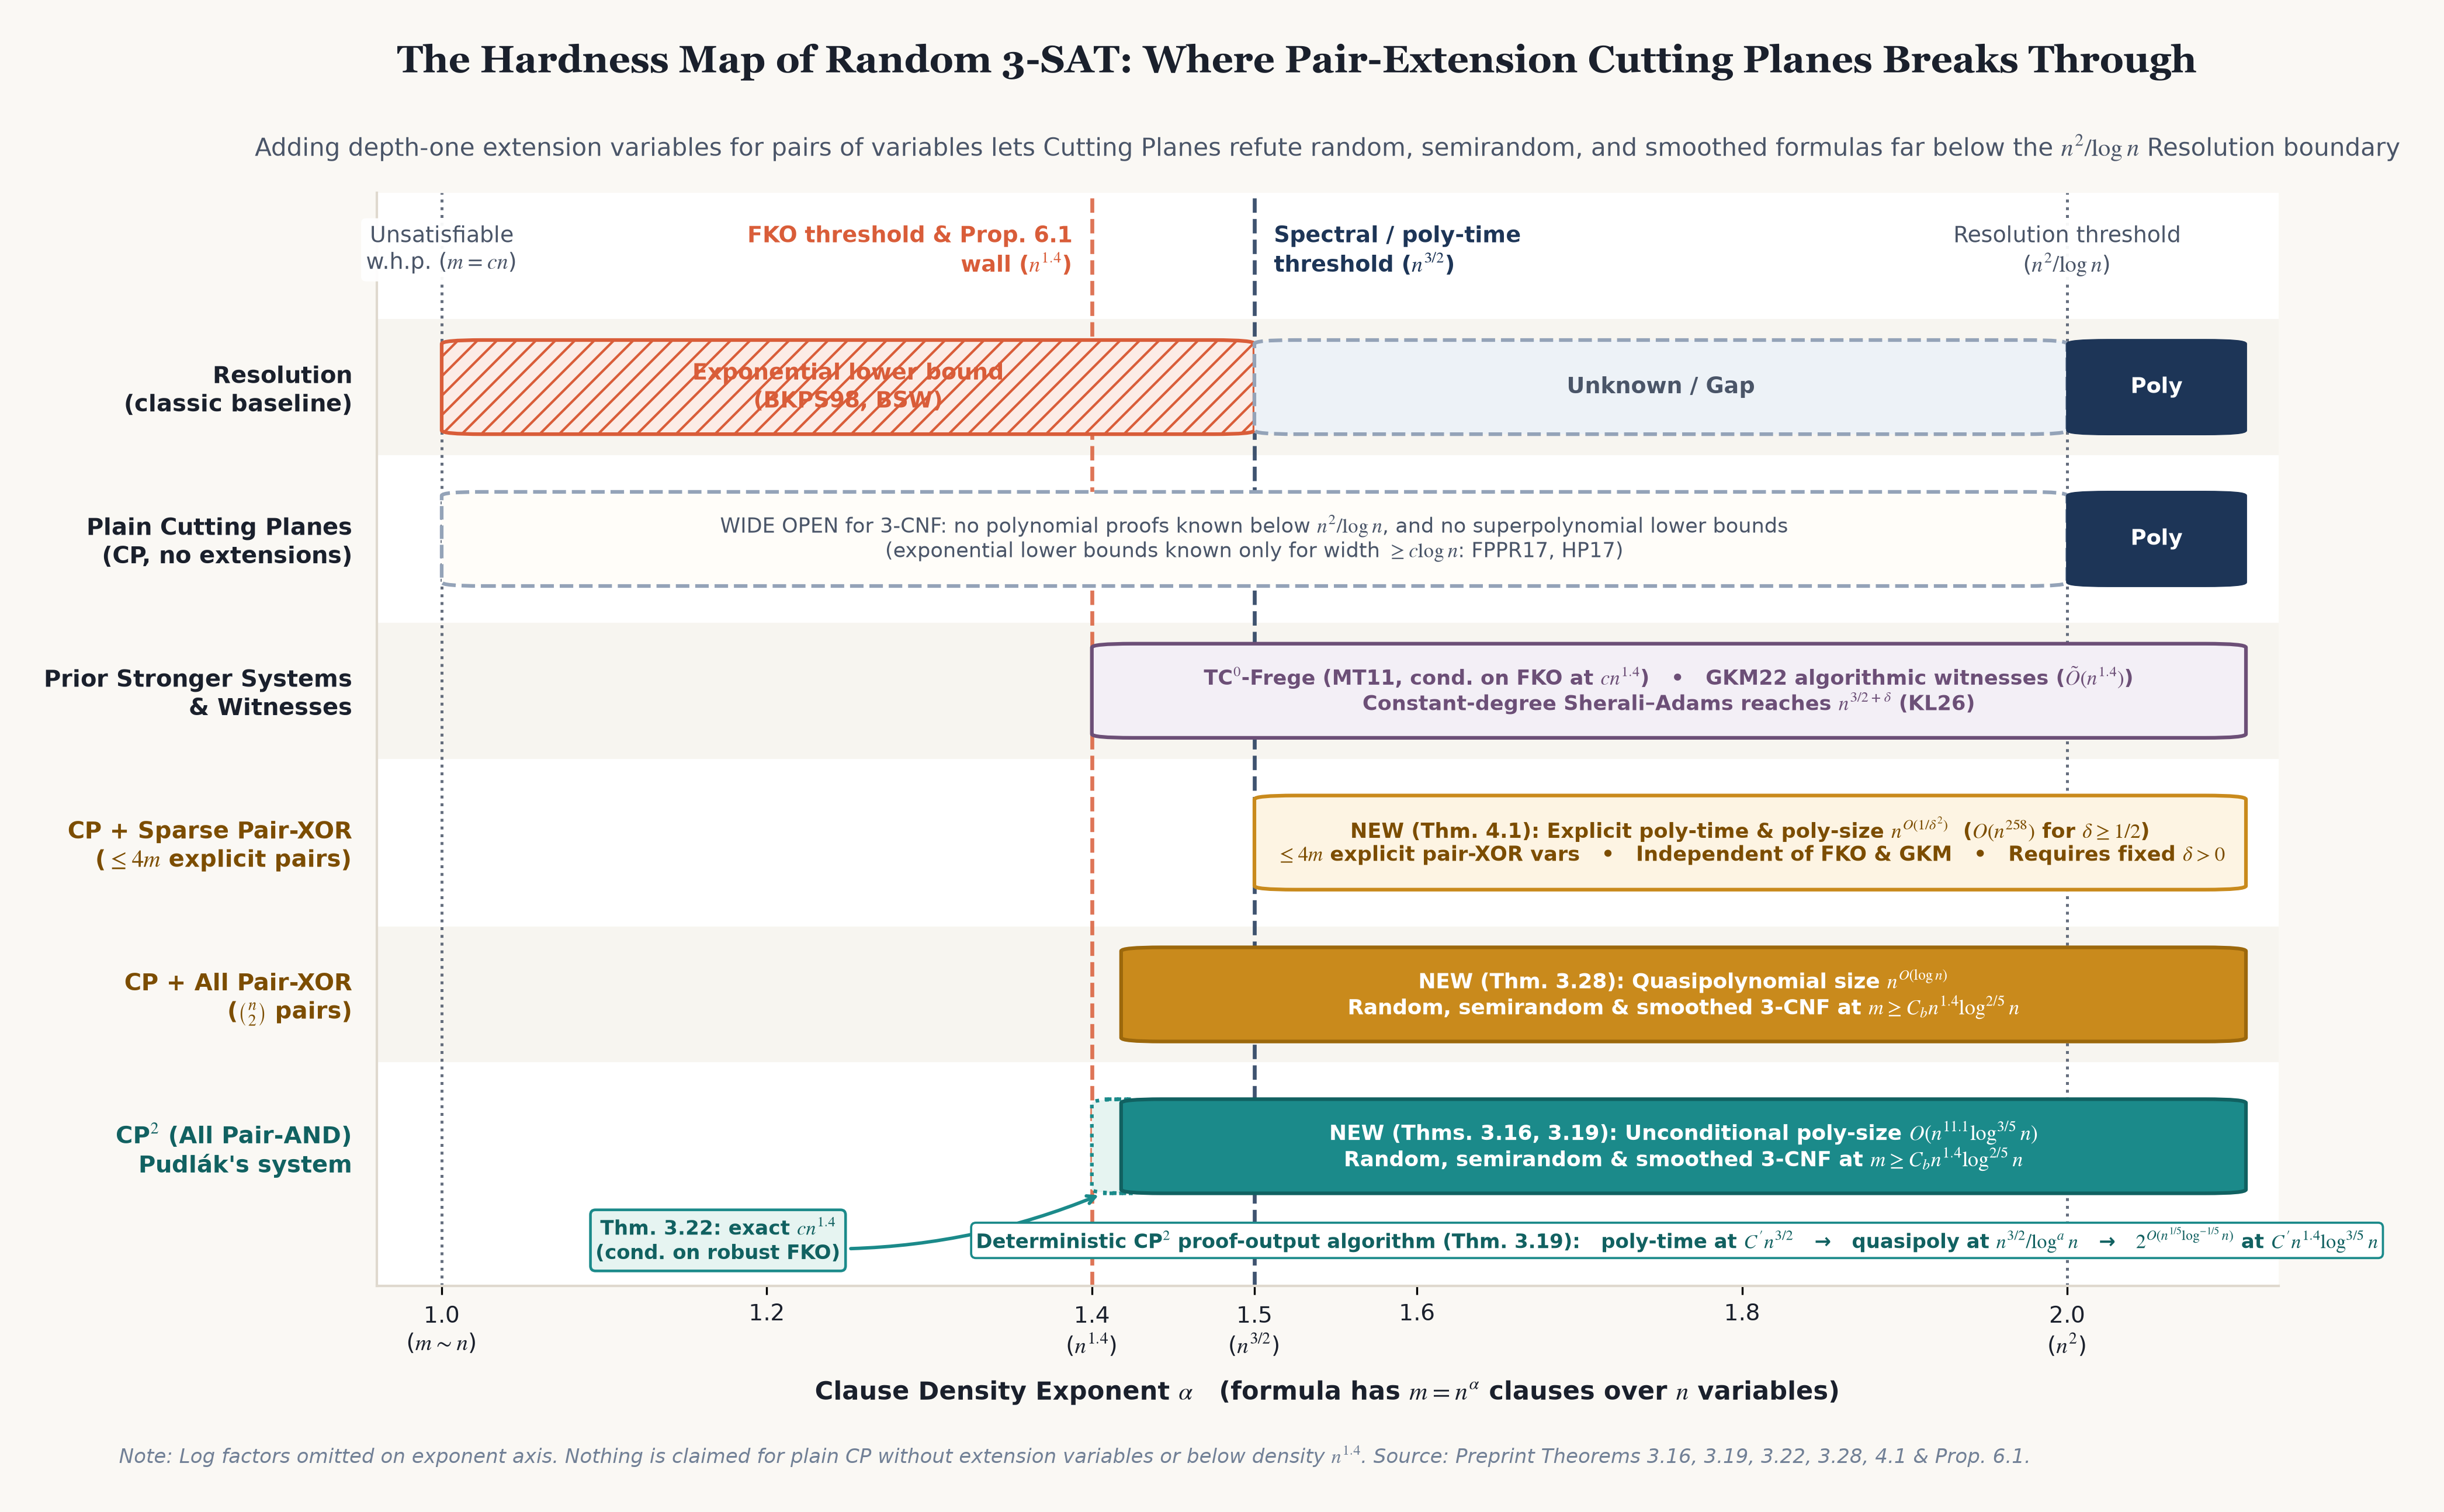 The Hardness Map of Random 3-SAT: Where Pair-Extension Cutting Planes Breaks Through
Adding depth-one extension variables for pairs of variables lets Cutting Planes refute random, semirandom, and smoothed formulas far below the n²/log n Resolution boundary
Unsatisfiable
w.h.p. (m = cn)
FKO threshold & Prop. 6.1
wall (n^{1.4})
Spectral / poly-time
threshold (n^{3/2})
Resolution threshold
(n²/log n)
Resolution
(classic baseline)
Exponential lower bound
(BKPS98, BSW)
Unknown / Gap
Poly
Plain Cutting Planes
(CP, no extensions)
WIDE OPEN for 3-CNF: no polynomial proofs known below n²/log n, and no superpolynomial lower bounds
(exponential lower bounds known only for width ≥ c log n: FPPR17, HP17)
Poly
Prior Stronger Systems
& Witnesses
TC⁰-Frege (MT11, cond. on FKO at cn^{1.4}) • GKM22 algorithmic witnesses (Õ(n^{1.4}))
Constant-degree Sherali–Adams reaches n^{3/2+δ} (KL26)
CP + Sparse Pair-XOR
(≤ 4m explicit pairs)
NEW (Thm. 4.1): Explicit poly-time & poly-size n^{O(1/δ²)} (O(n^{258}) for δ ≥ 1/2)
≤ 4m explicit pair-XOR vars • Independent of FKO & GKM • Requires fixed δ > 0
CP + All Pair-XOR
(\binom{n}{2} pairs)
NEW (Thm. 3.28): Quasipolynomial size n^{O(log n)}
Random, semirandom & smoothed 3-CNF at m ≥ C_b n^{1.4} log^{2/5} n
CP² (All Pair-AND)
Pudlák's system
NEW (Thms. 3.16, 3.19): Unconditional poly-size O(n^{11.1} log^{3/5} n)
Random, semirandom & smoothed 3-CNF at m ≥ C_b n^{1.4} log^{2/5} n
Thm. 3.22: exact cn^{1.4}
(cond. on robust FKO)
Deterministic CP² proof-output algorithm (Thm. 3.19): poly-time at C′n^{3/2} → quasipoly at n^{3/2}/log^a n → 2^{O(n^{1/5} log^{−1/5} n)} at C′n^{1.4} log^{3/5} n
1.0 1.2 1.4 1.5 1.6 1.8 2.0
(m ~ n) (n^{1.4}) (n^{3/2}) (n²)
Clause Density Exponent α (formula has m = n^α clauses over n variables)
Note: Log factors omitted on exponent axis. Nothing is claimed for plain CP without extension variables or below density n^{1.4}. Source: Preprint Theorems 3.16, 3.19, 3.22, 3.28, 4.1 & Prop. 6.1.